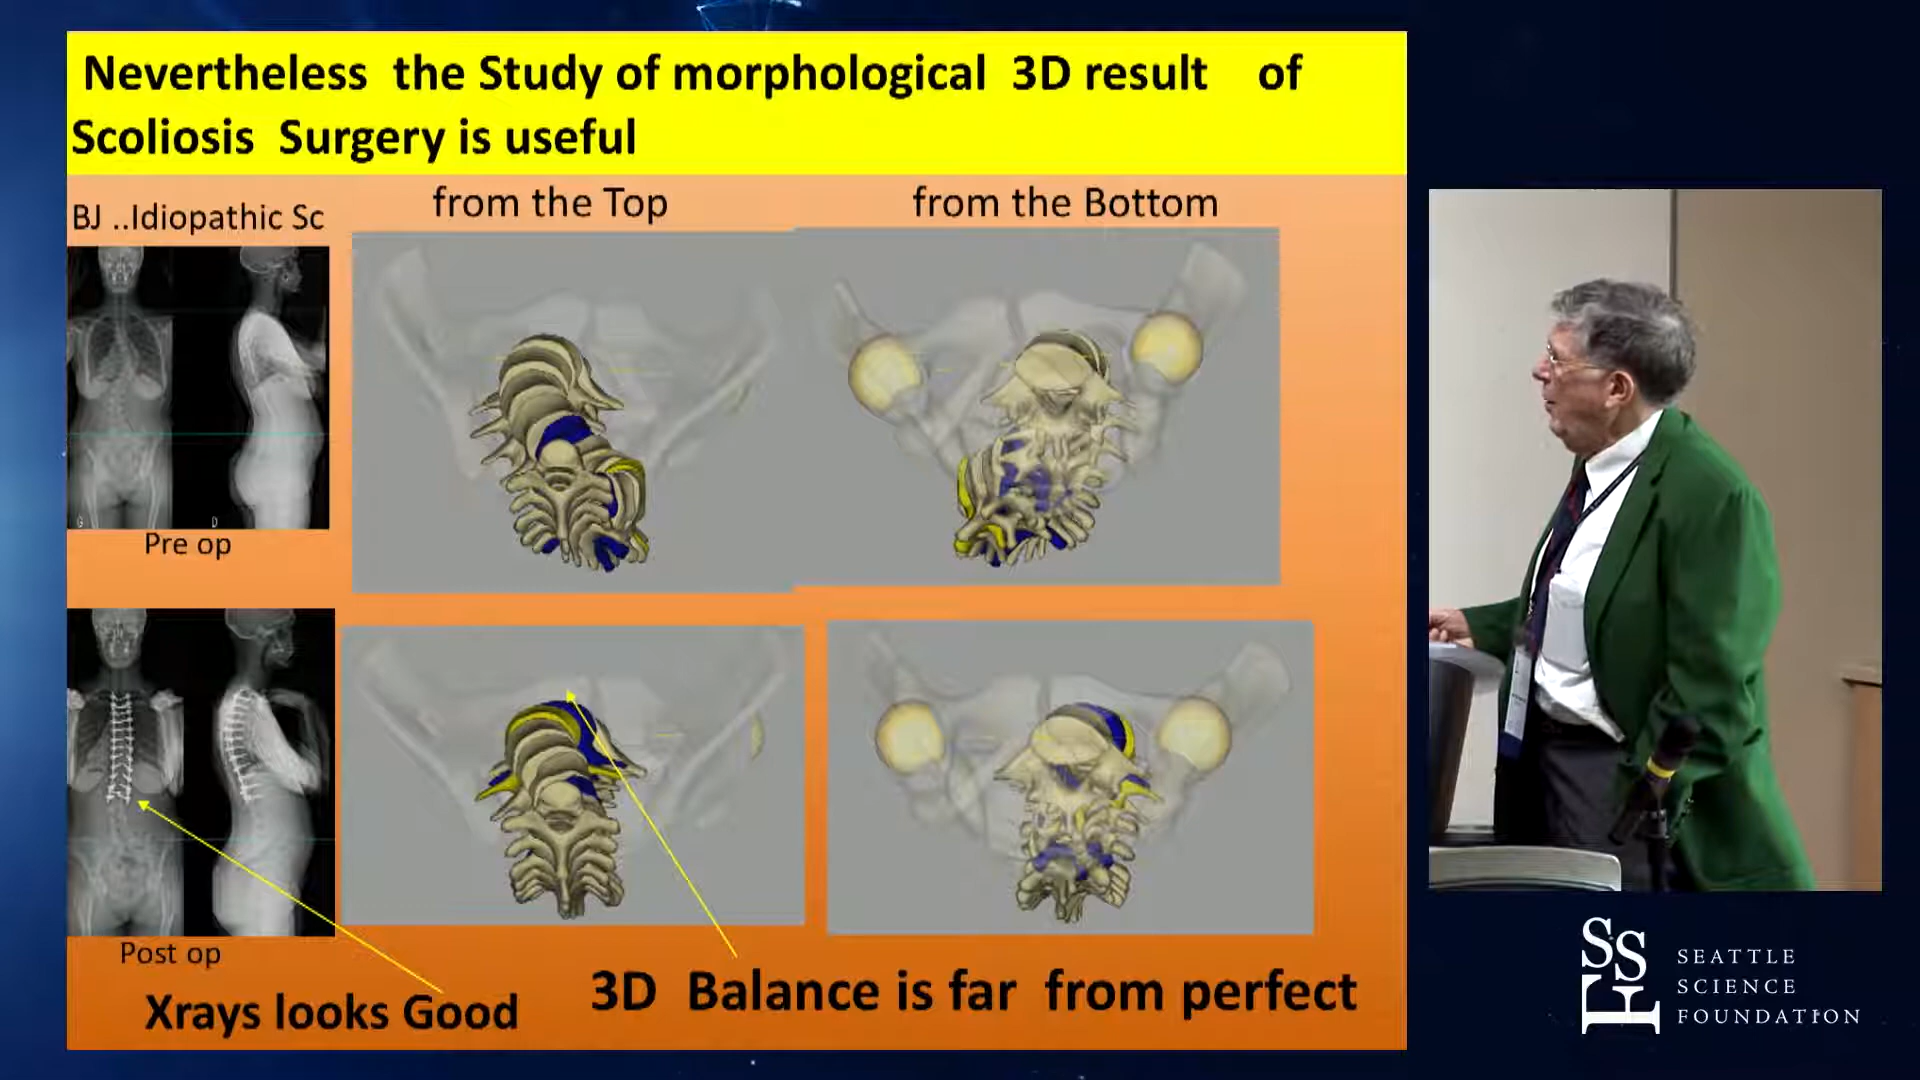 Nevertheless the Study of morphological 3D result of
Scoliosis Surgery is useful
BJ ..Idiopathic Sc
from the Top
from the Bottom
G
D
Pre op
Post op
Xrays looks Good
3D Balance is far from perfect
SSF
SEATTLE
SCIENCE
FOUNDATION